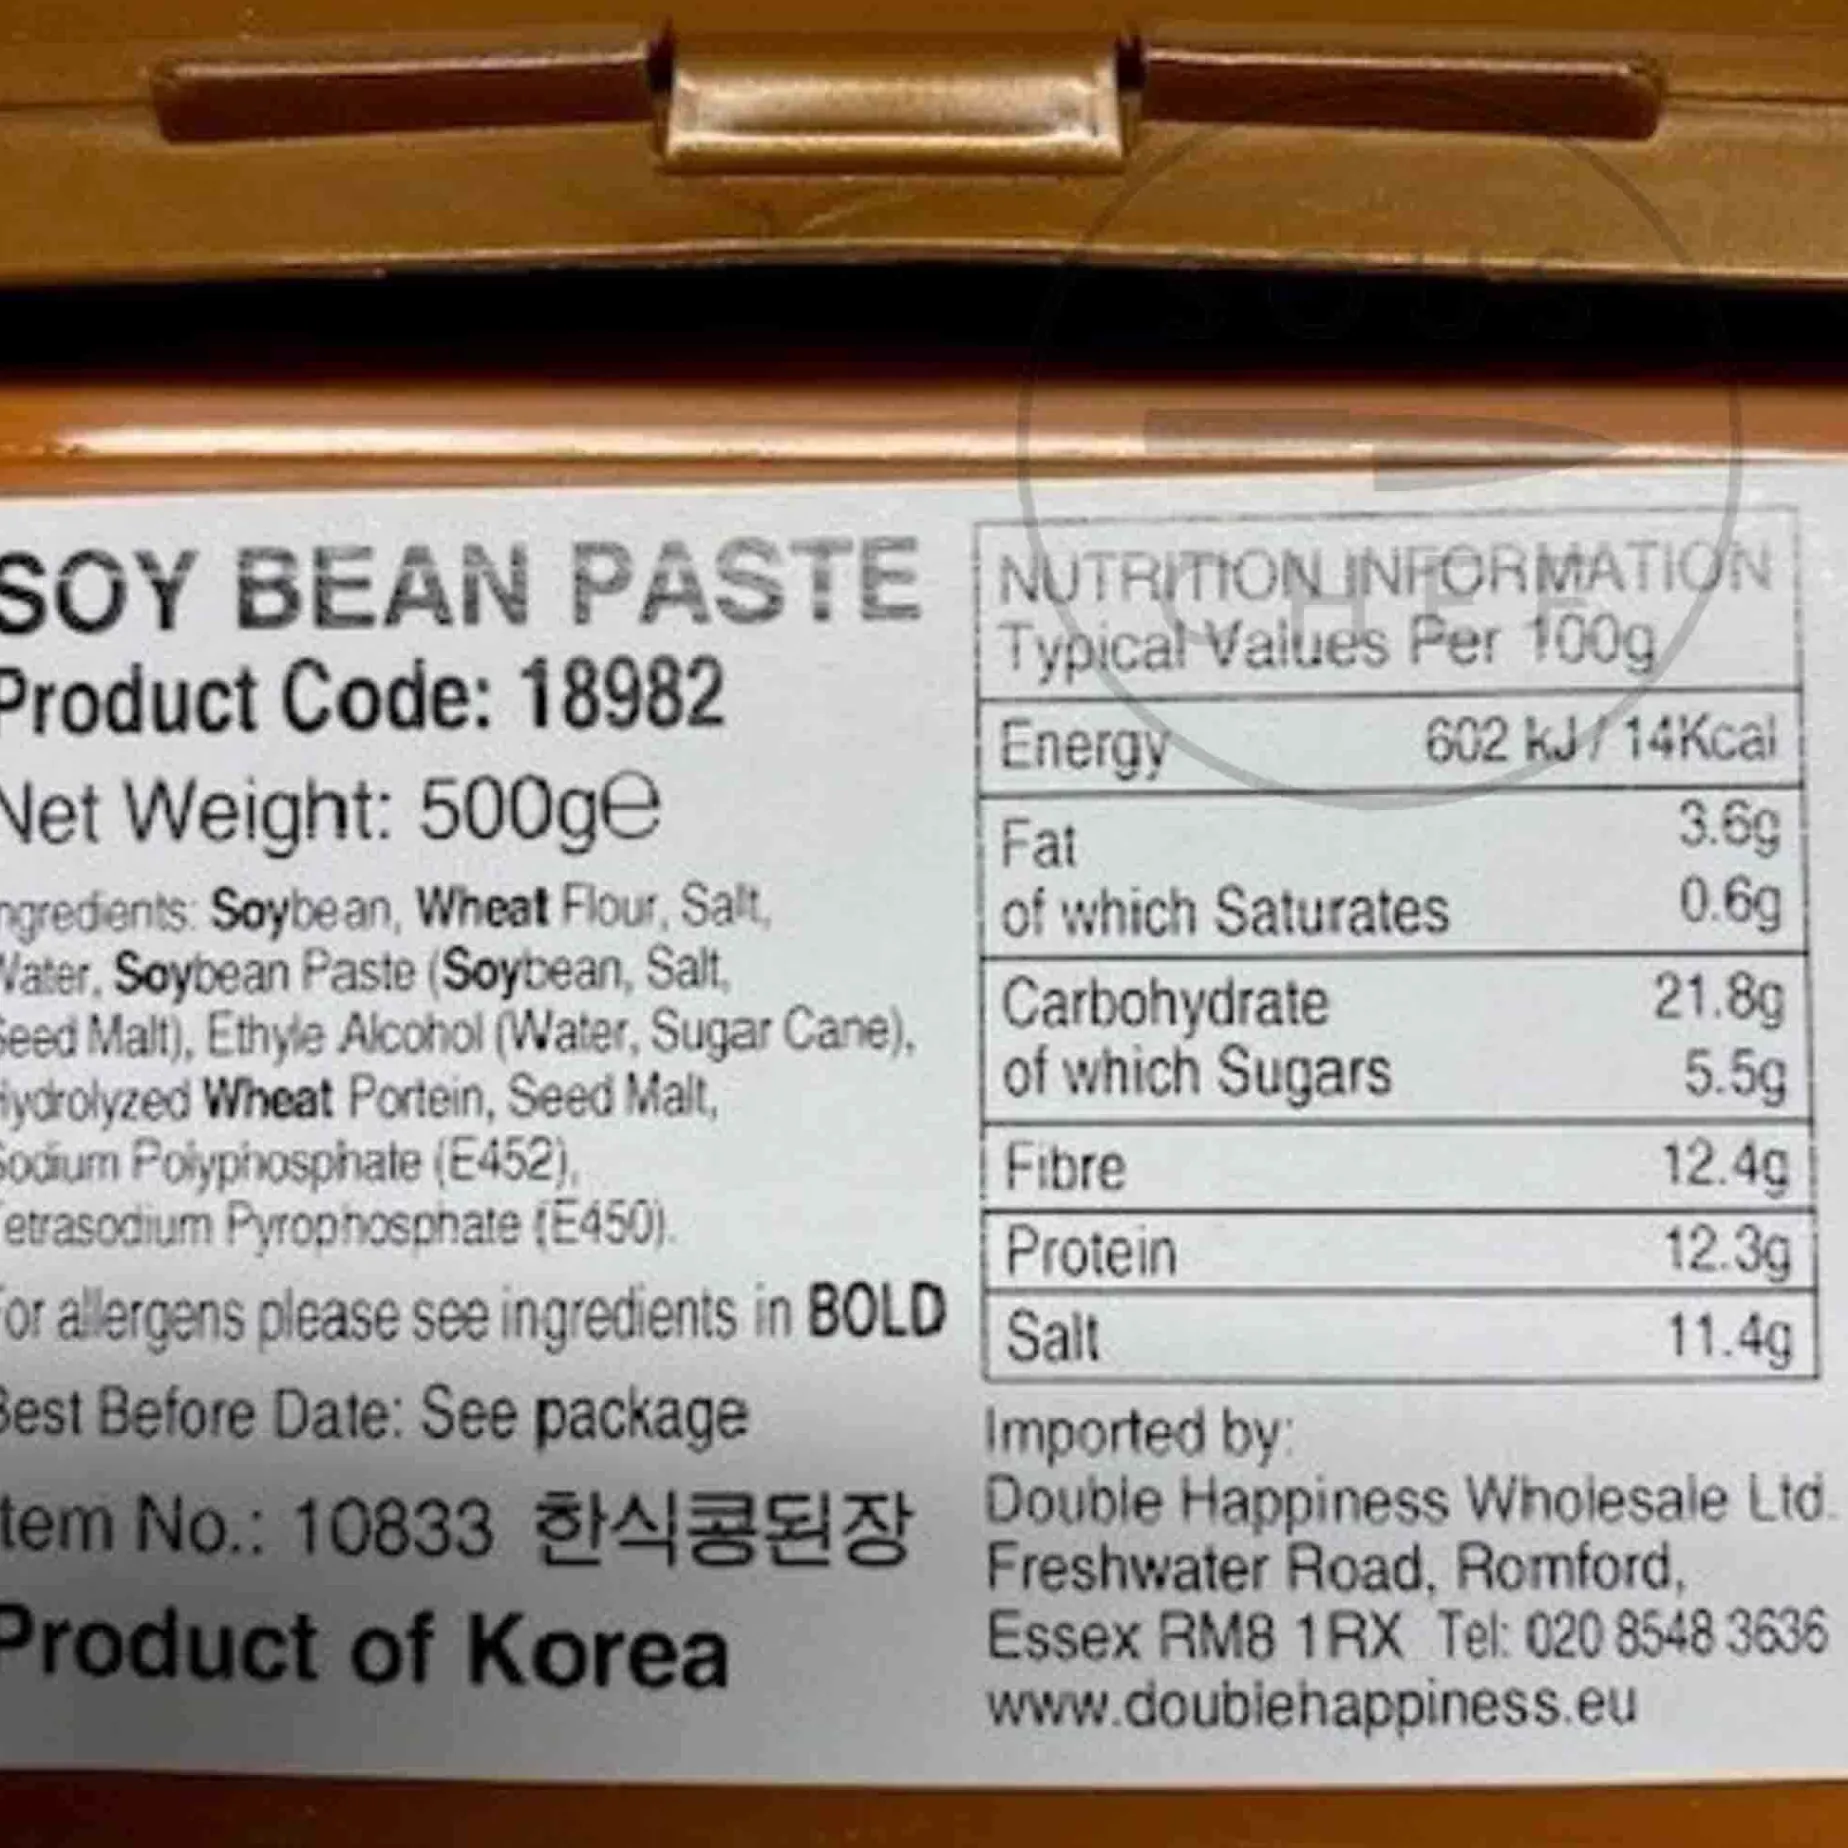 SOY BEAN PASTE
Product Code: 18982
Net Weight: 500g℮
ngredients: Soybean, Wheat Flour, Salt,
Water, Soybean Paste (Soybean, Salt,
Seed Malt), Ethyle Alcohol (Water, Sugar Cane),
Hydrolyzed Wheat Portein, Seed Malt,
Sodium Polyphosphate (E452),
etrasodium Pyrophosphate (E450).
For allergens please see ingredients in BOLD
Best Before Date: See package
tem No.: 10833 한식콩된장
Product of Korea
NUTRITION INFORMATION
Typical Values Per 100g
Energy 602 kJ / 14Kcal
Fat 3.6g
of which Saturates 0.6g
Carbohydrate 21.8g
of which Sugars 5.5g
Fibre 12.4g
Protein 12.3g
Salt 11.4g
Imported by:
Double Happiness Wholesale Ltd.
Freshwater Road, Romford,
Essex RM8 1RX Tel: 020 8548 3636
www.doublehappiness.eu
SOUS
CHEF